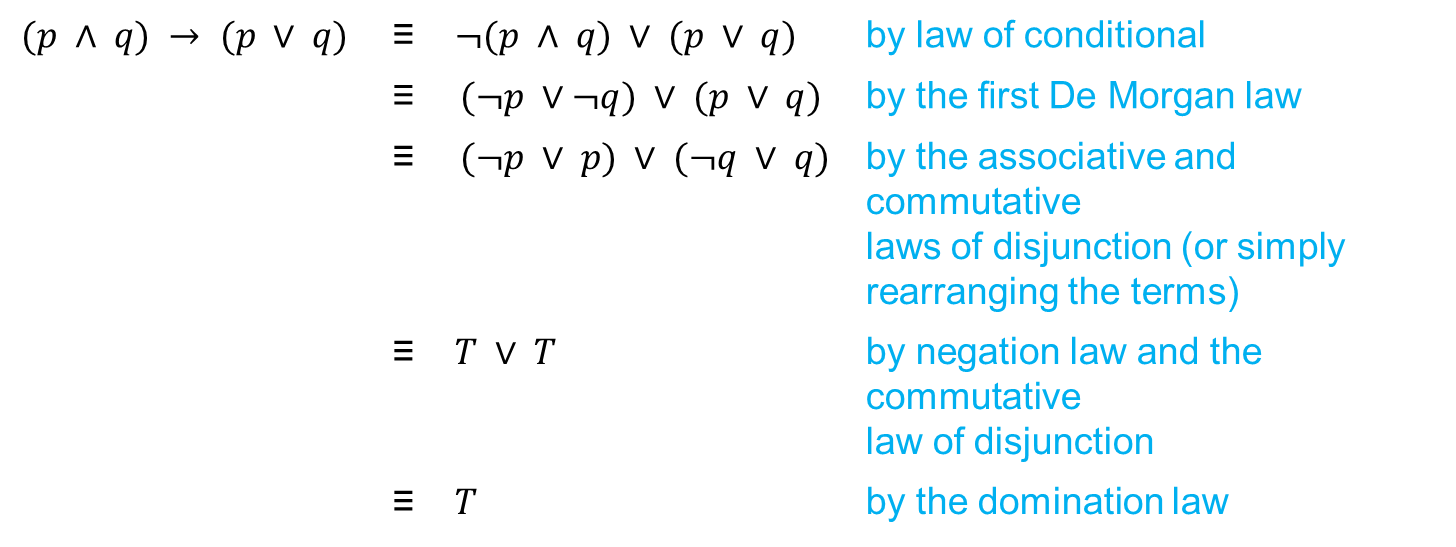 (p ∧ q) → (p ∨ q) ≡ ¬(p ∧ q) ∨ (p ∨ q) by law of conditional
≡ (¬p ∨ ¬q) ∨ (p ∨ q) by the first De Morgan law
≡ (¬p ∨ p) ∨ (¬q ∨ q) by the associative and
commutative
laws of disjunction (or simply
rearranging the terms)
≡ T ∨ T by negation law and the
commutative
law of disjunction
≡ T by the domination law